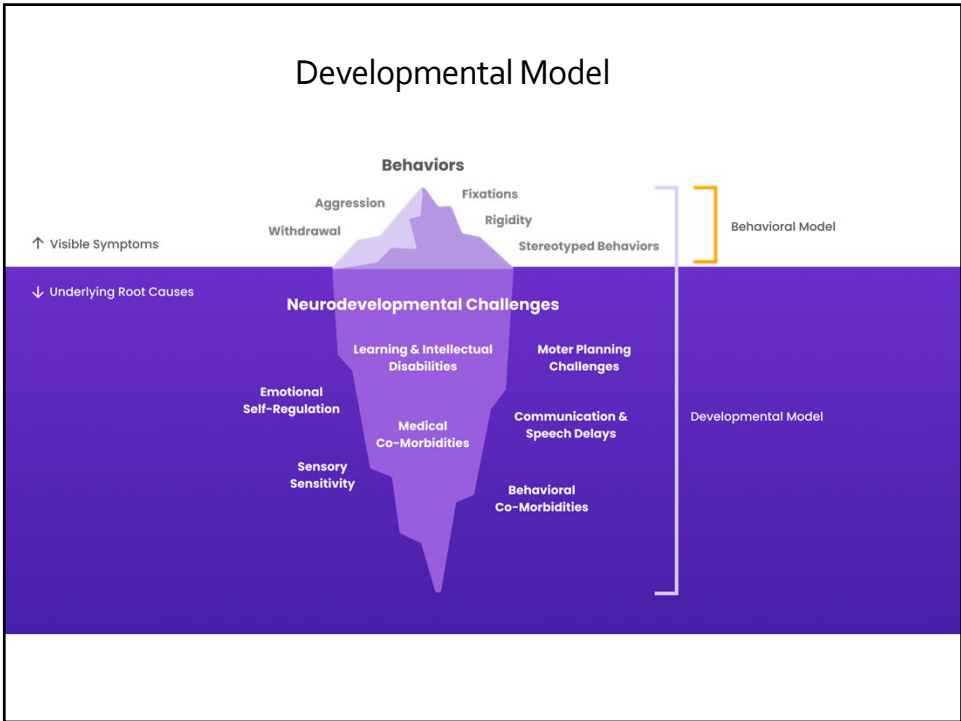 Developmental Model
Behaviors
Aggression
Fixations
Withdrawal
Rigidity
Stereotyped Behaviors
↑ Visible Symptoms
Behavioral Model
↓ Underlying Root Causes
Neurodevelopmental Challenges
Learning & Intellectual
Disabilities
Moter Planning
Challenges
Emotional
Self-Regulation
Medical
Co-Morbidities
Communication &
Speech Delays
Developmental Model
Sensory
Sensitivity
Behavioral
Co-Morbidities